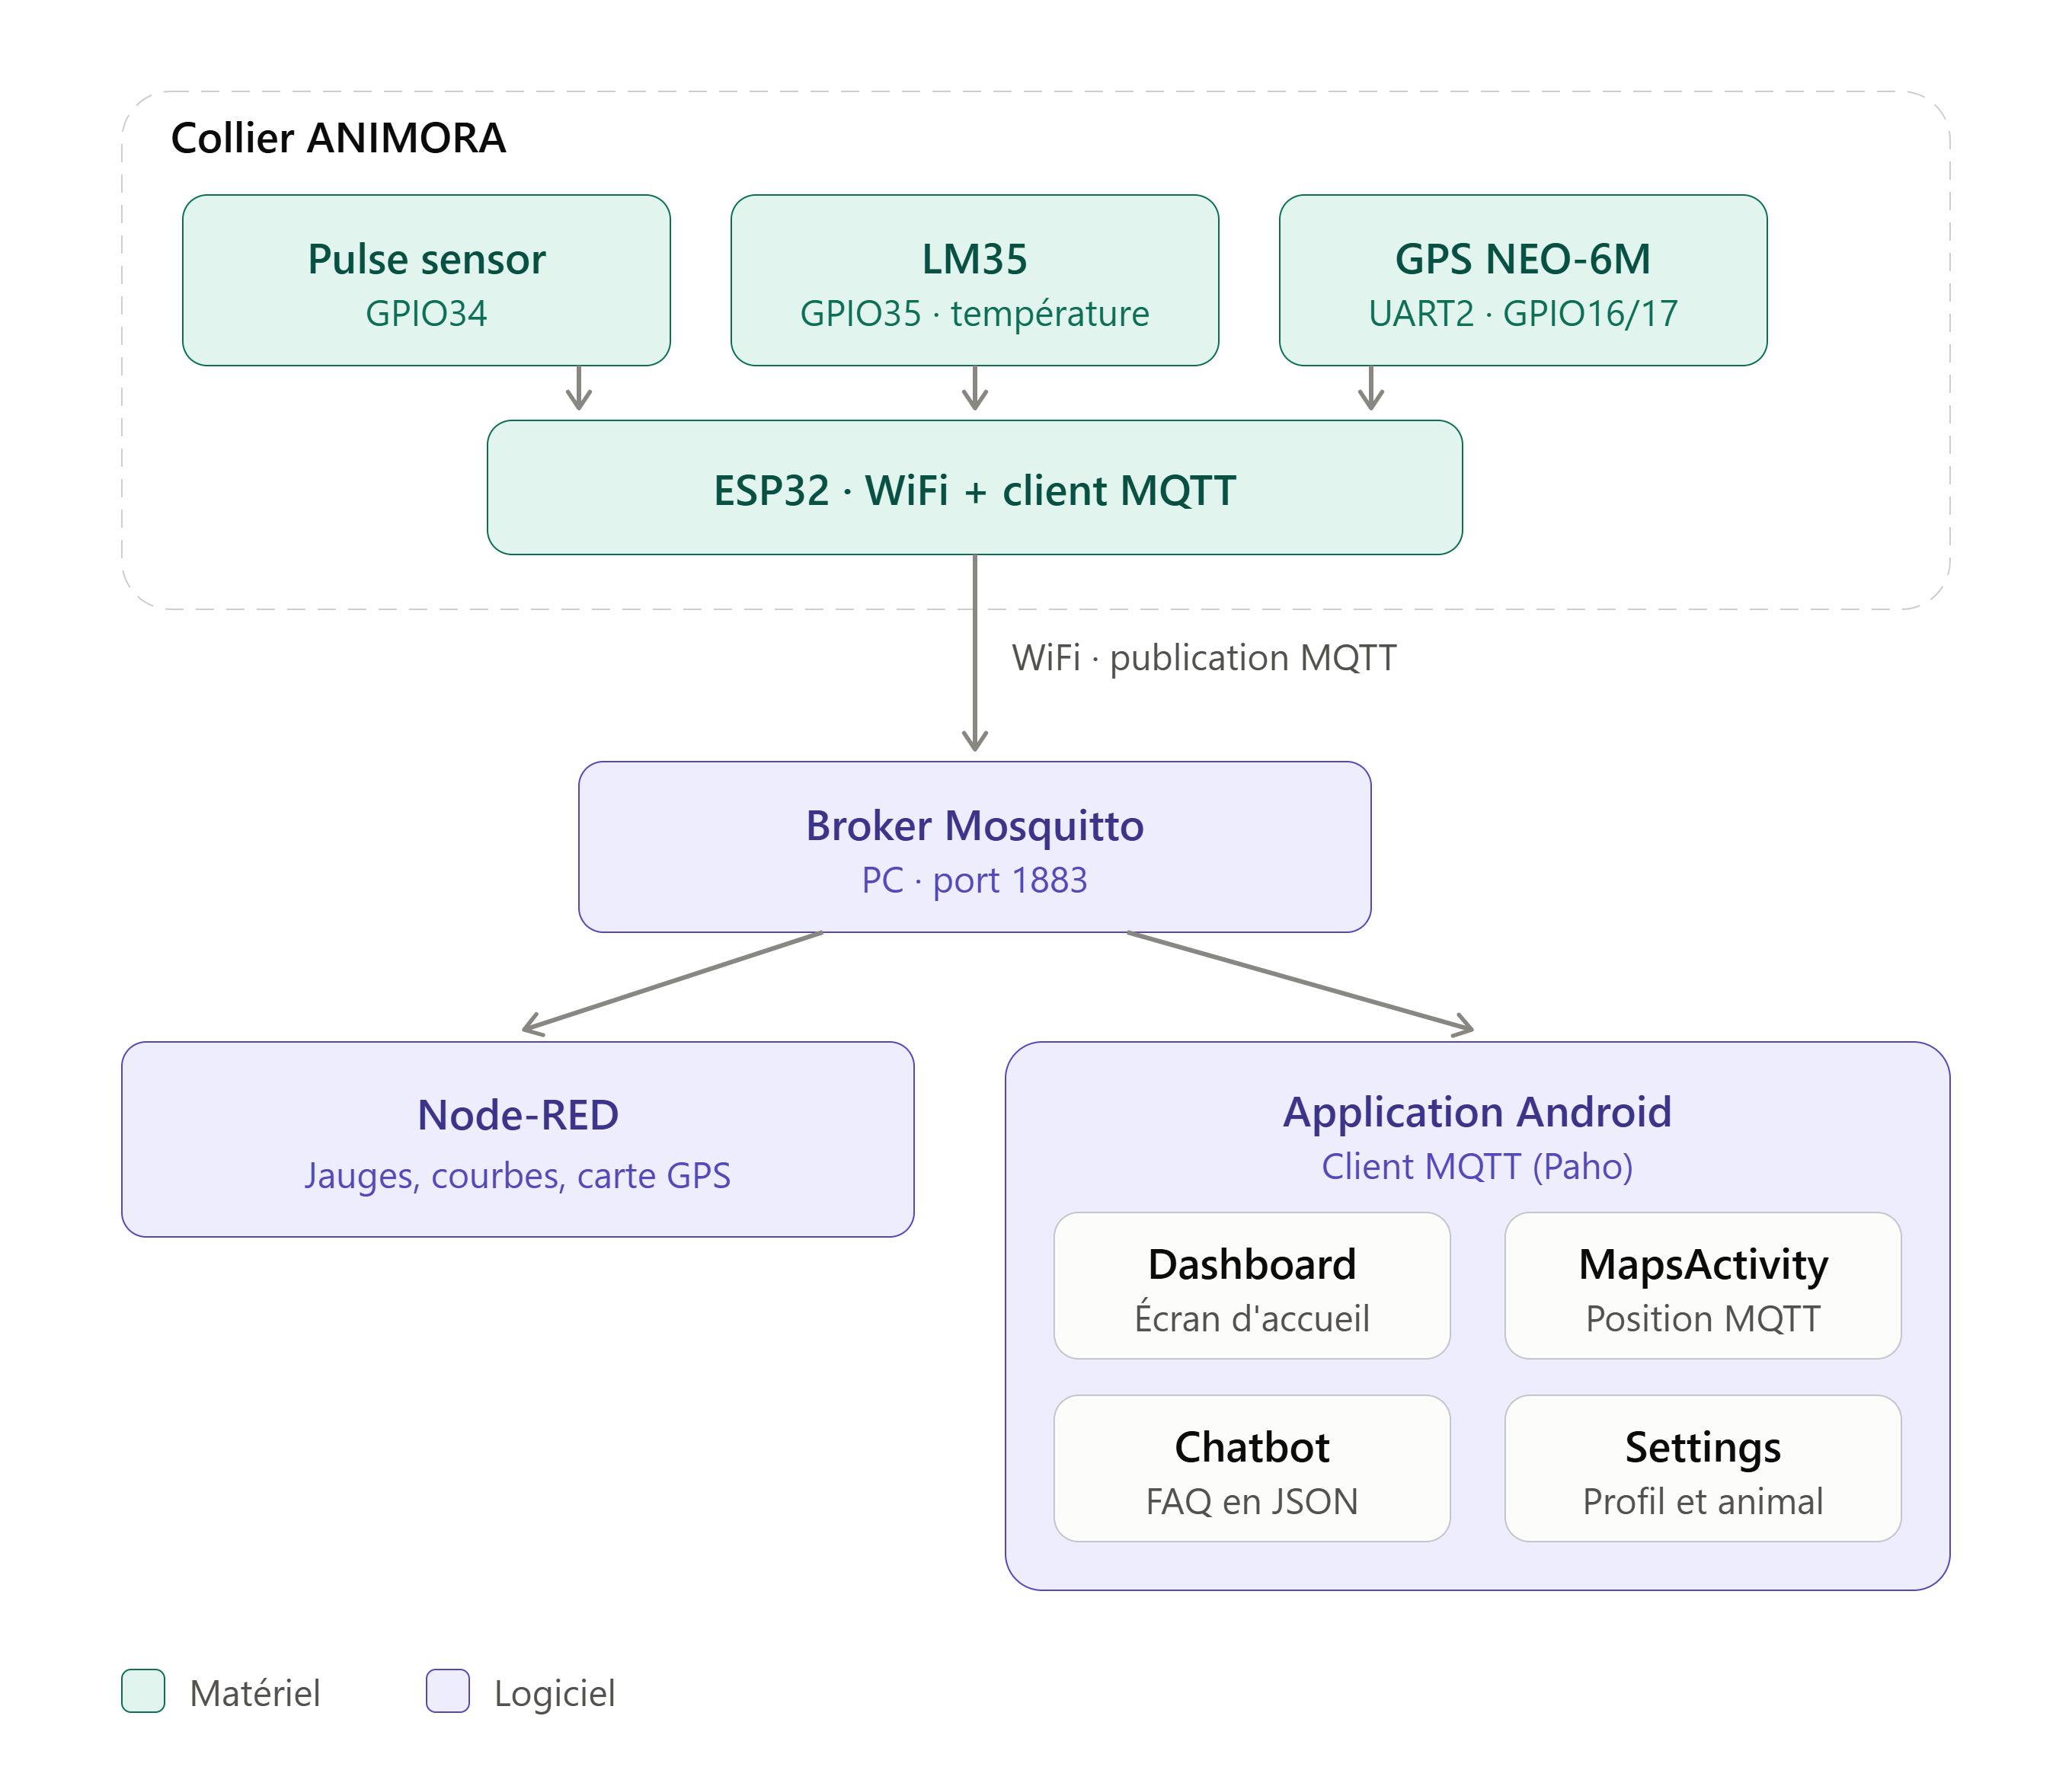 Collier ANIMORA
Pulse sensor
GPIO34
LM35
GPIO35 · température
GPS NEO-6M
UART2 · GPIO16/17
ESP32 · WiFi + client MQTT
WiFi · publication MQTT
Broker Mosquitto
PC · port 1883
Node-RED
Jauges, courbes, carte GPS
Application Android
Client MQTT (Paho)
Dashboard
Écran d'accueil
MapsActivity
Position MQTT
Chatbot
FAQ en JSON
Settings
Profil et animal
Matériel
Logiciel